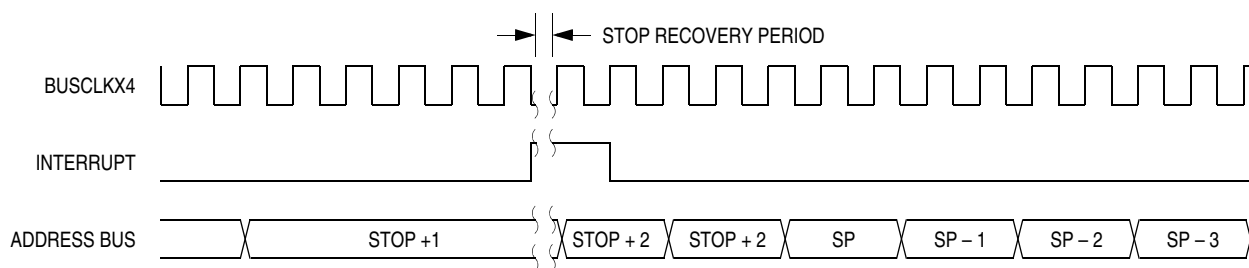 STOP RECOVERY PERIOD
BUSCLKX4
INTERRUPT
ADDRESS BUS STOP +1 STOP + 2 STOP + 2 SP SP – 1 SP – 2 SP – 3